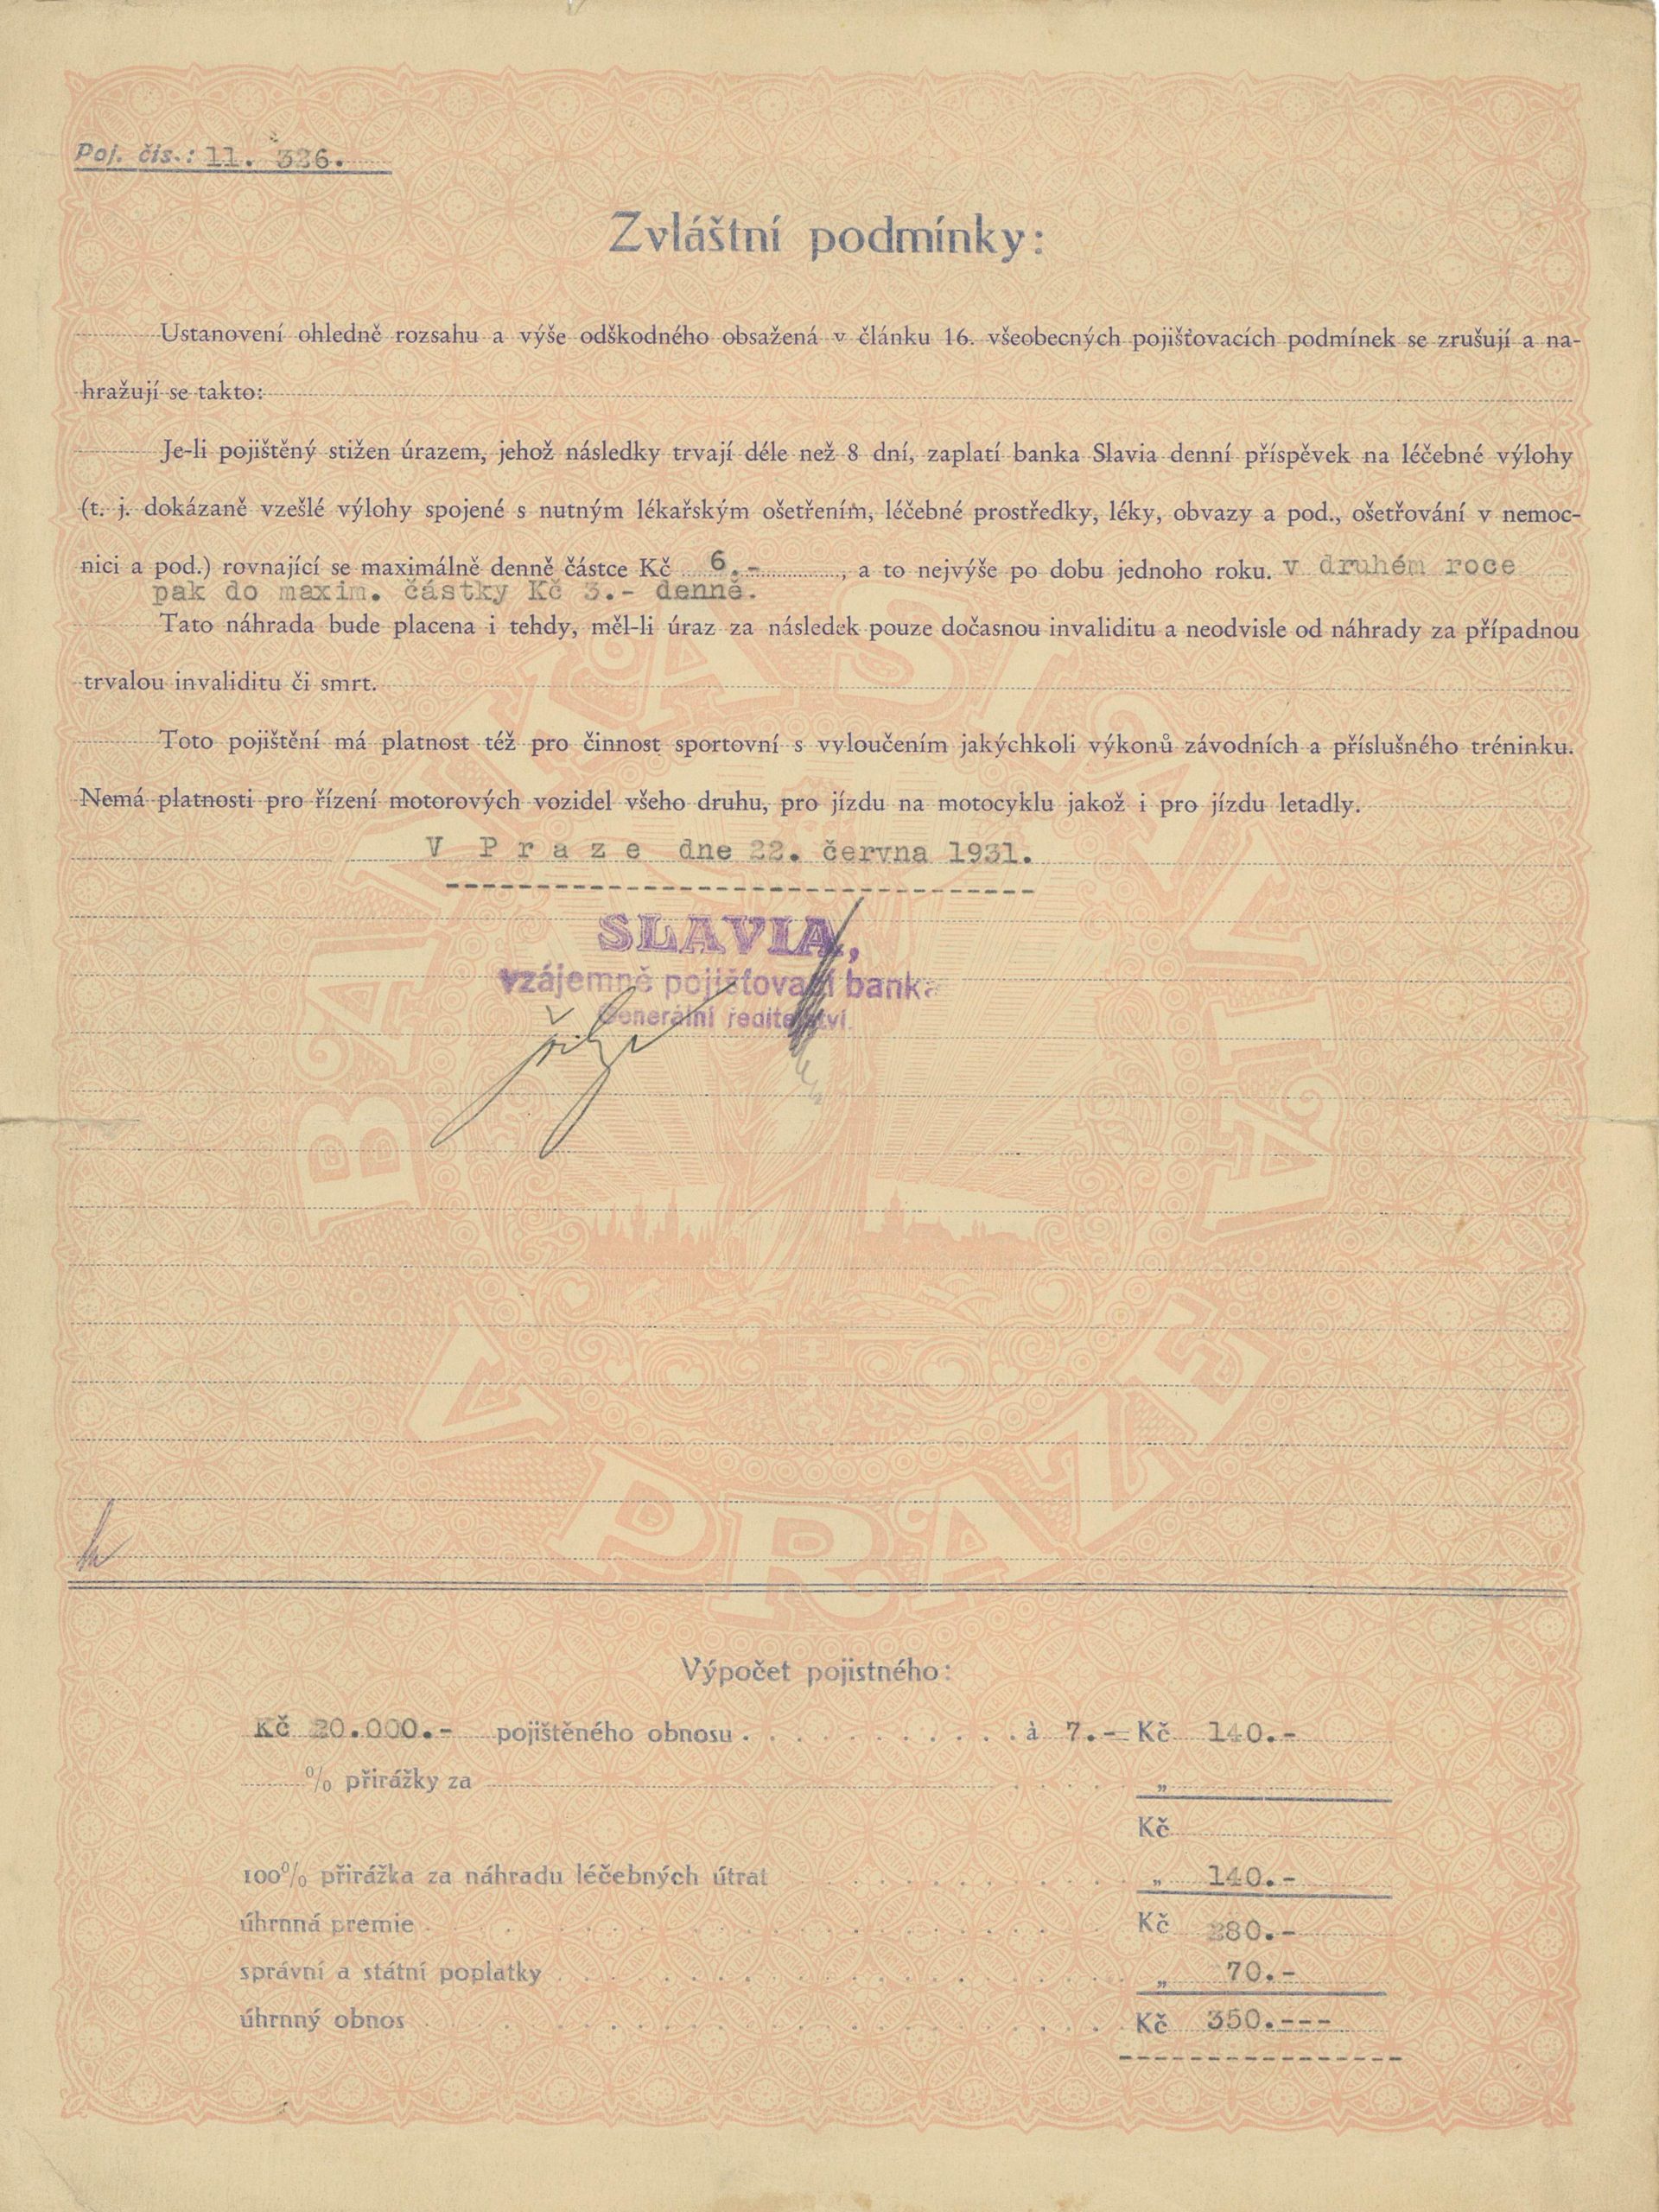 Poj. čís.: 11. 326.
Zvláštní podmínky:
Ustanovení ohledně rozsahu a výše odškodného obsažená v článku 16. všeobecných pojišťovacích podmínek se zrušují a na-
hražují se takto:
Je-li pojištěný stižen úrazem, jehož následky trvají déle než 8 dní, zaplatí banka Slavia denní příspěvek na léčebné výlohy
(t. j. dokázaně vzešlé výlohy spojené s nutným lékařským ošetřením, léčebné prostředky, léky, obvazy a pod., ošetřování v nemoc-
nici a pod.) rovnající se maximálně denně částce Kč 6.-, a to nejvýše po dobu jednoho roku. v druhém roce
pak do maxim. částky Kč 3.- denně.
Tato náhrada bude placena i tehdy, měl-li úraz za následek pouze dočasnou invaliditu a neodvisle od náhrady za případnou
trvalou invaliditu či smrt.
Toto pojištění má platnost též pro činnost sportovní s vyloučením jakýchkoli výkonů závodních a příslušného tréninku.
Nemá platnosti pro řízení motorových vozidel všeho druhu, pro jízdu na motocyklu jakož i pro jízdu letadly.
V Praze dne 22. června 1931.
SLAVIA,
vzájemně pojišťovací banka
Generální ředitelství.
BANKA SLAVIA
V PRAZE
Výpočet pojistného:
Kč 20.000.- pojištěného obnosu . . . . . . . . . . . . à 7.- Kč 140.-
% přirážky za . . . . „
Kč
100% přirážka za náhradu léčebných útrat . . . . . . . . . . . „ 140.-
úhrnná premie . . . . . . . . . . . . . . . Kč 280.-
správní a státní poplatky . . . . . . . . . . . . . „ 70.-
úhrnný obnos . . . . . . . . . . . . . . . Kč 350.---